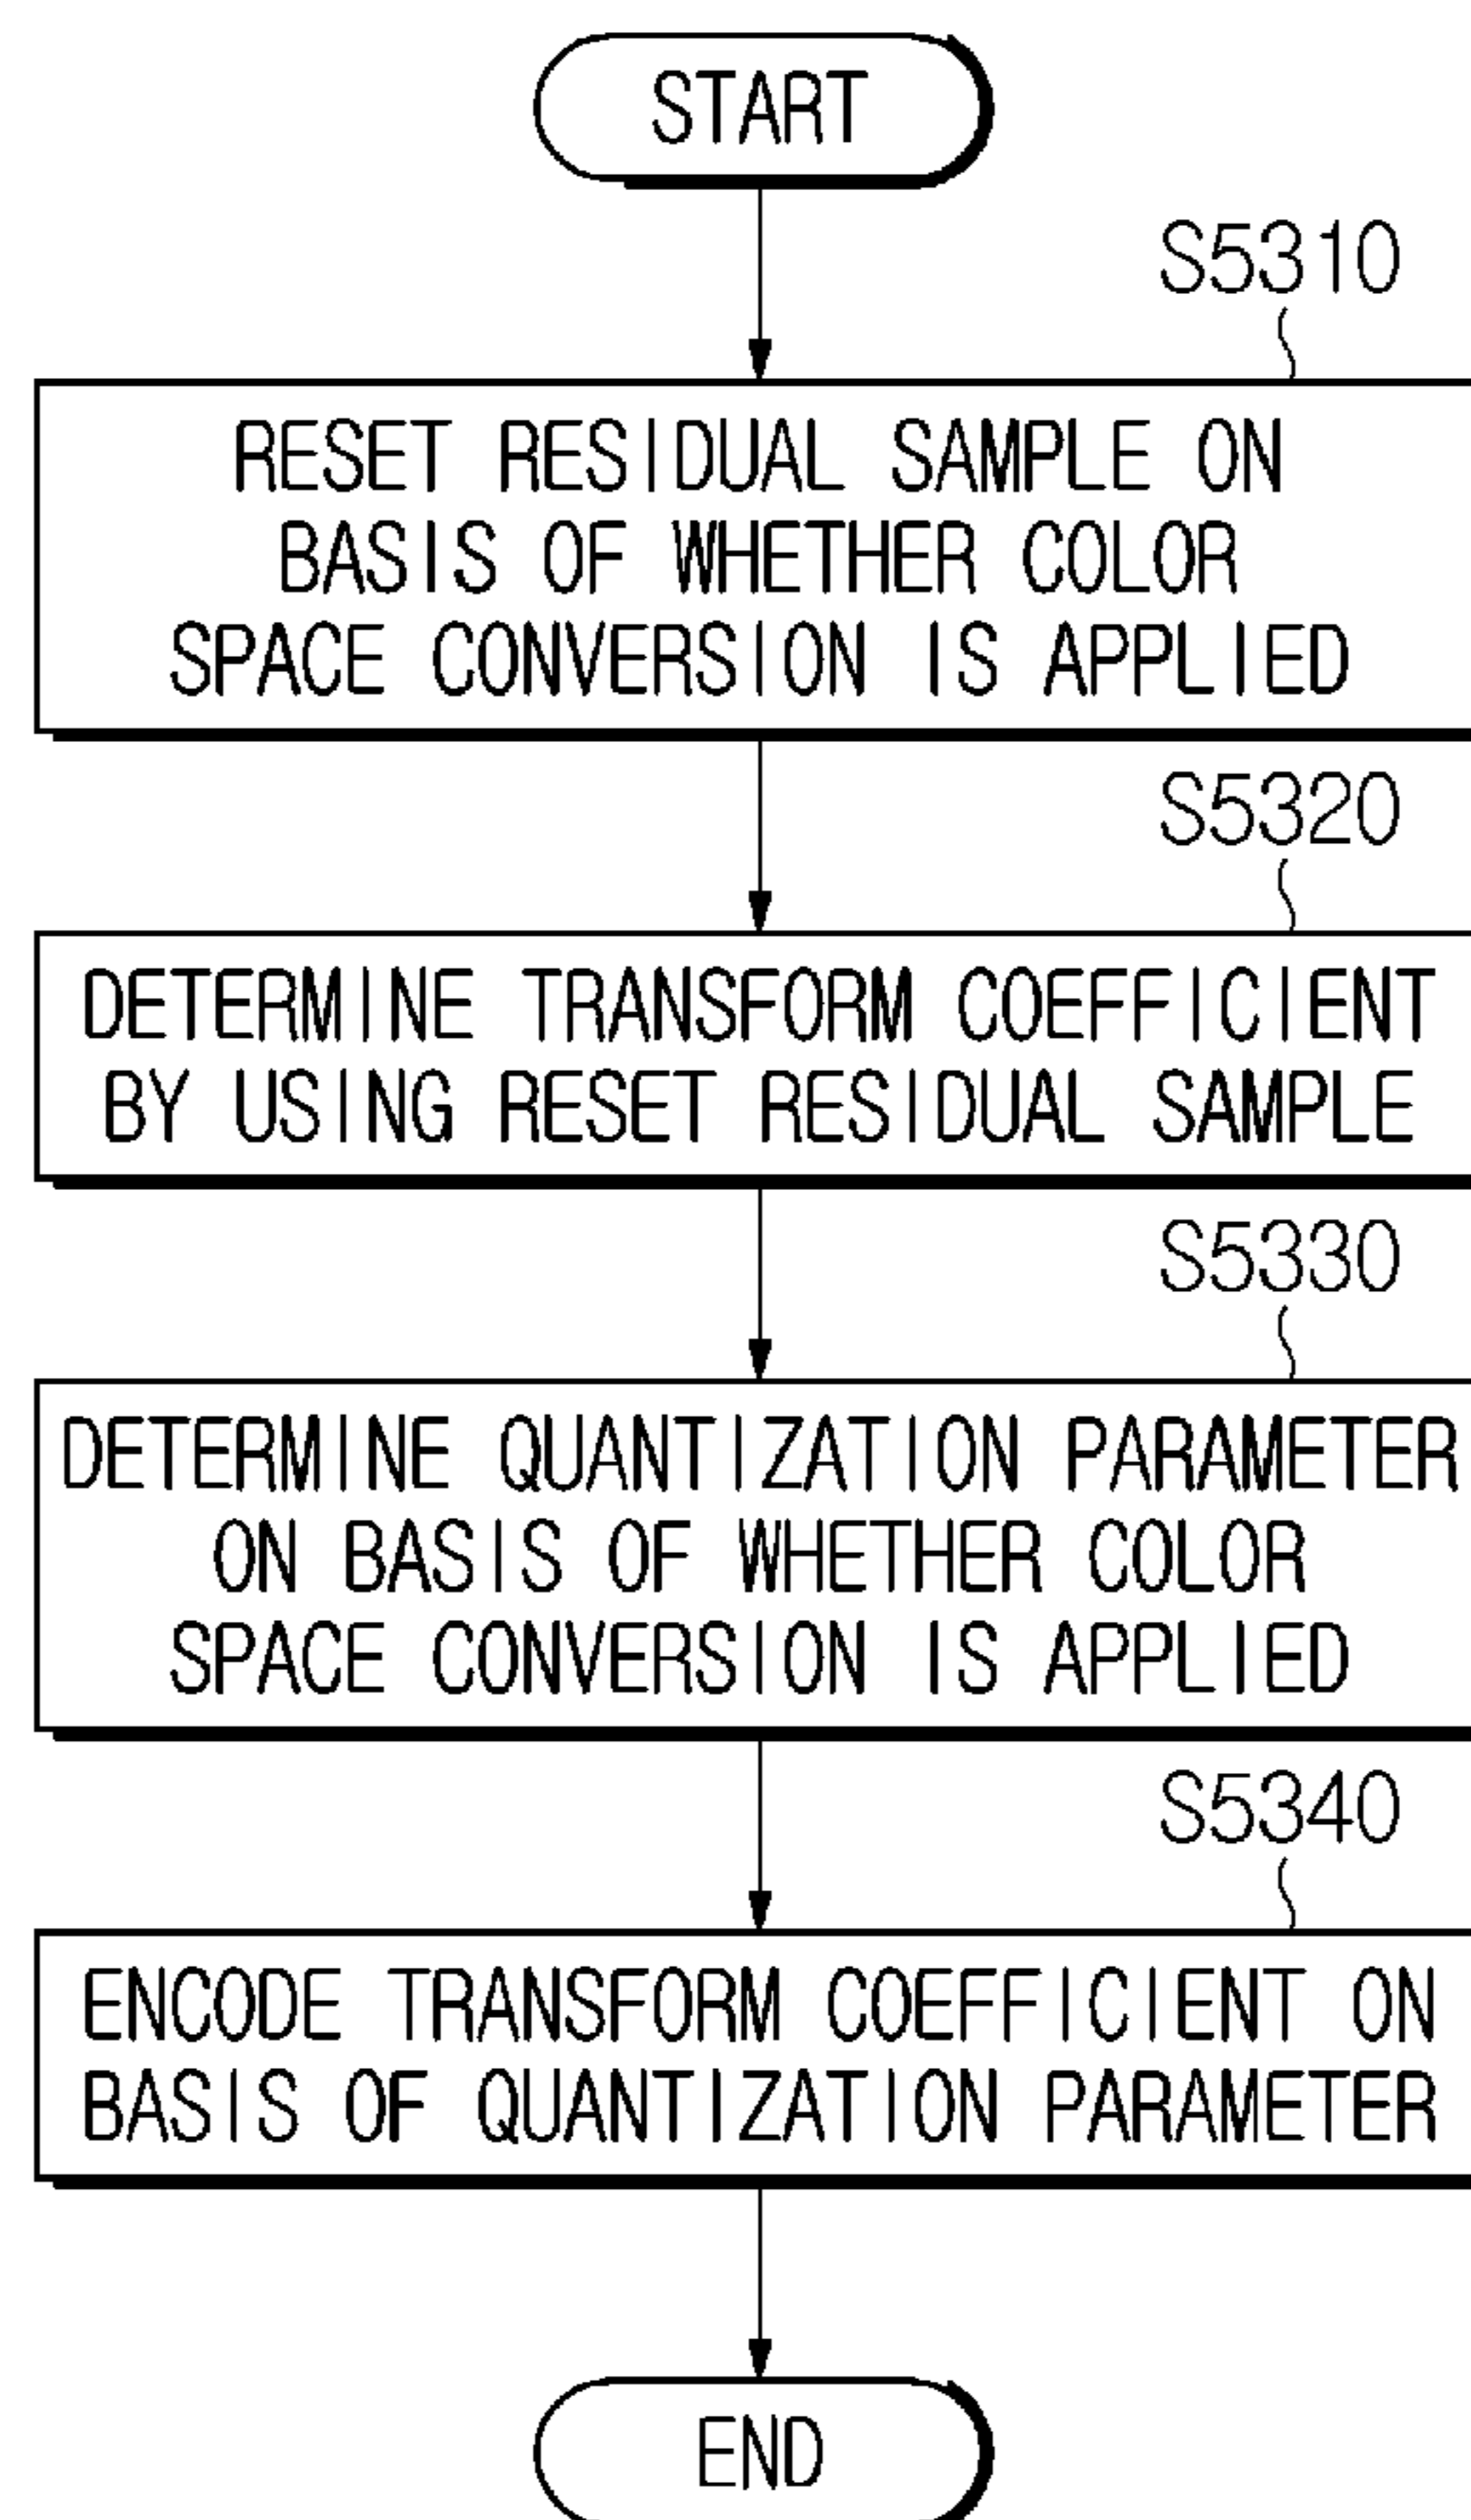 START
S5310
RESET RESIDUAL SAMPLE ON
BASIS OF WHETHER COLOR
SPACE CONVERSION IS APPLIED
S5320
DETERMINE TRANSFORM COEFFICIENT
BY USING RESET RESIDUAL SAMPLE
S5330
DETERMINE QUANTIZATION PARAMETER
ON BASIS OF WHETHER COLOR
SPACE CONVERSION IS APPLIED
S5340
ENCODE TRANSFORM COEFFICIENT ON
BASIS OF QUANTIZATION PARAMETER
END